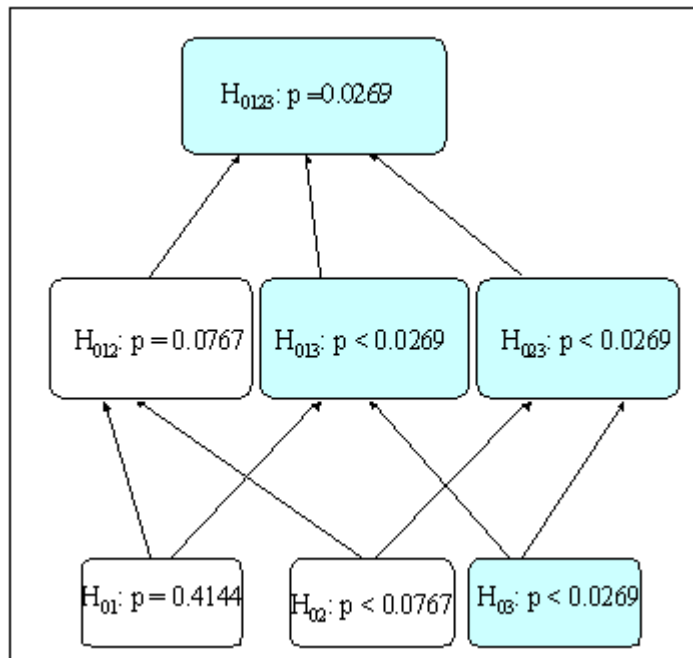 H₀₁₂₃: p =0.0269
H₀₁₂: p = 0.0767
H₀₁₃: p < 0.0269
H₀₂₃: p < 0.0269
H₀₁: p = 0.4144
H₀₂: p < 0.0767
H₀₃: p < 0.0269